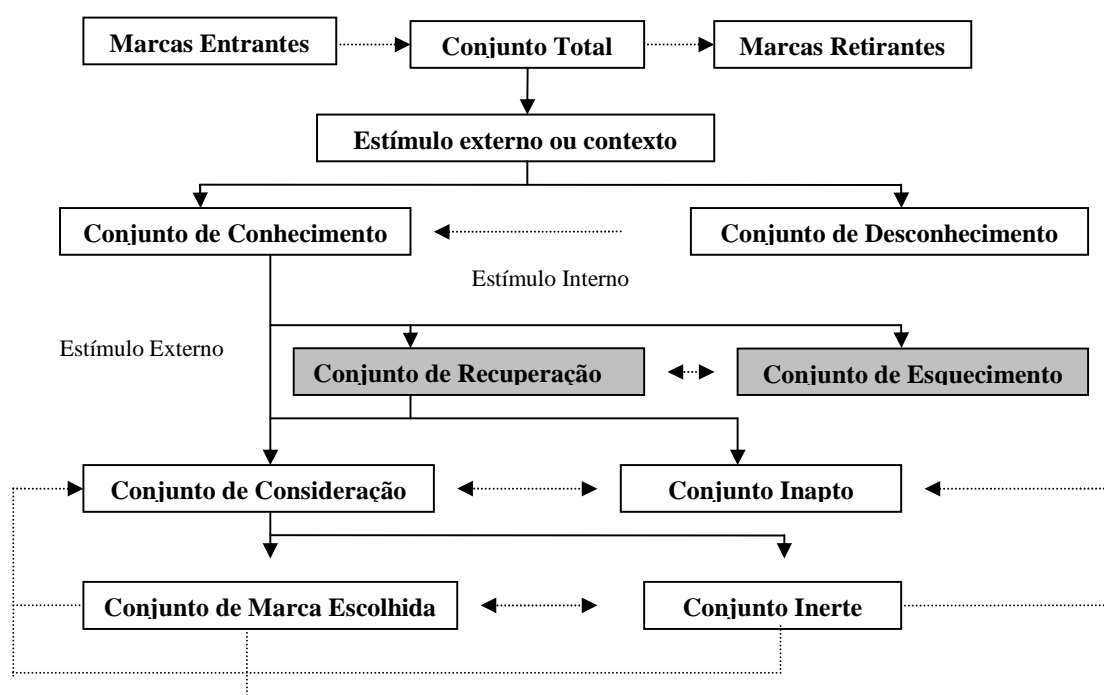 Marcas Entrantes
Conjunto Total
Marcas Retirantes
Estímulo externo ou contexto
Conjunto de Conhecimento
Conjunto de Desconhecimento
Estímulo Interno
Estímulo Externo
Conjunto de Recuperação
Conjunto de Esquecimento
Conjunto de Consideração
Conjunto Inapto
Conjunto de Marca Escolhida
Conjunto Inerte